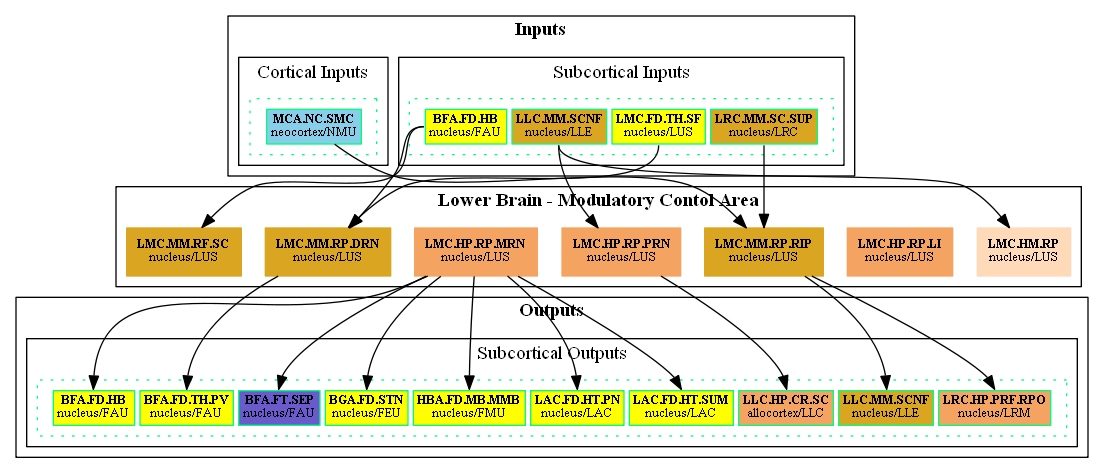 Inputs
Cortical Inputs
Subcortical Inputs
MCA.NC.SMC
neocortex/NMU
BFA.FD.HB
nucleus/FAU
LLC.MM.SCNF
nucleus/LLE
LMC.FD.TH.SF
nucleus/LUS
LRC.MM.SC.SUP
nucleus/LRC
Lower Brain - Modulatory Contol Area
LMC.MM.RF.SC
nucleus/LUS
LMC.MM.RP.DRN
nucleus/LUS
LMC.HP.RP.MRN
nucleus/LUS
LMC.HP.RP.PRN
nucleus/LUS
LMC.MM.RP.RIP
nucleus/LUS
LMC.HP.RP.LI
nucleus/LUS
LMC.HM.RP
nucleus/LUS
Outputs
Subcortical Outputs
BFA.FD.HB
nucleus/FAU
BFA.FD.TH.PV
nucleus/FAU
BFA.FT.SEP
nucleus/FAU
BGA.FD.STN
nucleus/FEU
HBA.FD.MB.MMB
nucleus/FMU
LAC.FD.HT.PN
nucleus/LAC
LAC.FD.HT.SUM
nucleus/LAC
LLC.HP.CR.SC
allocortex/LLC
LLC.MM.SCNF
nucleus/LLE
LRC.HP.PRF.RPO
nucleus/LRM